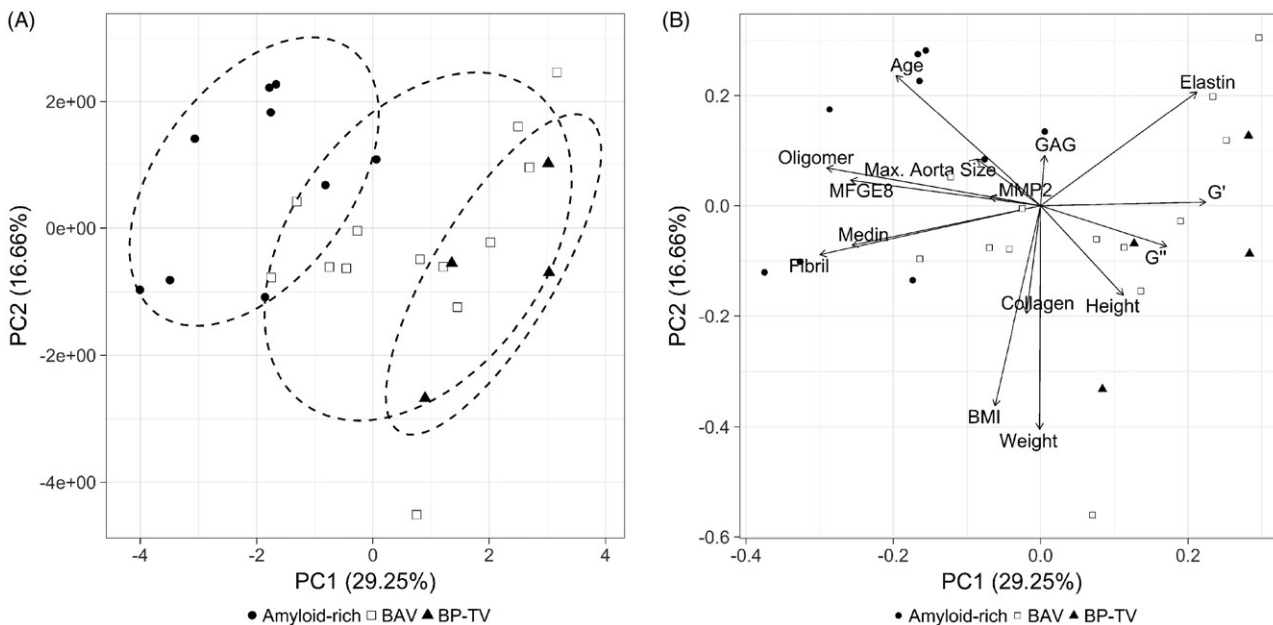 (A)
2e+00
0e+00
-2e+00
-4e+00
PC2 (16.66%)
-4 -2 0 2 4
PC1 (29.25%)
Amyloid-rich BAV BP-TV
(B)
0.2
0.0
-0.2
-0.4
-0.6
PC2 (16.66%)
Age
Elastin
GAG
Oligomer
Max. Aorta Size
MFGE8
MMP2
G'
Medin
Fibril
G"
Collagen
Height
BMI
Weight
-0.4 -0.2 0.0 0.2
PC1 (29.25%)
Amyloid-rich BAV BP-TV